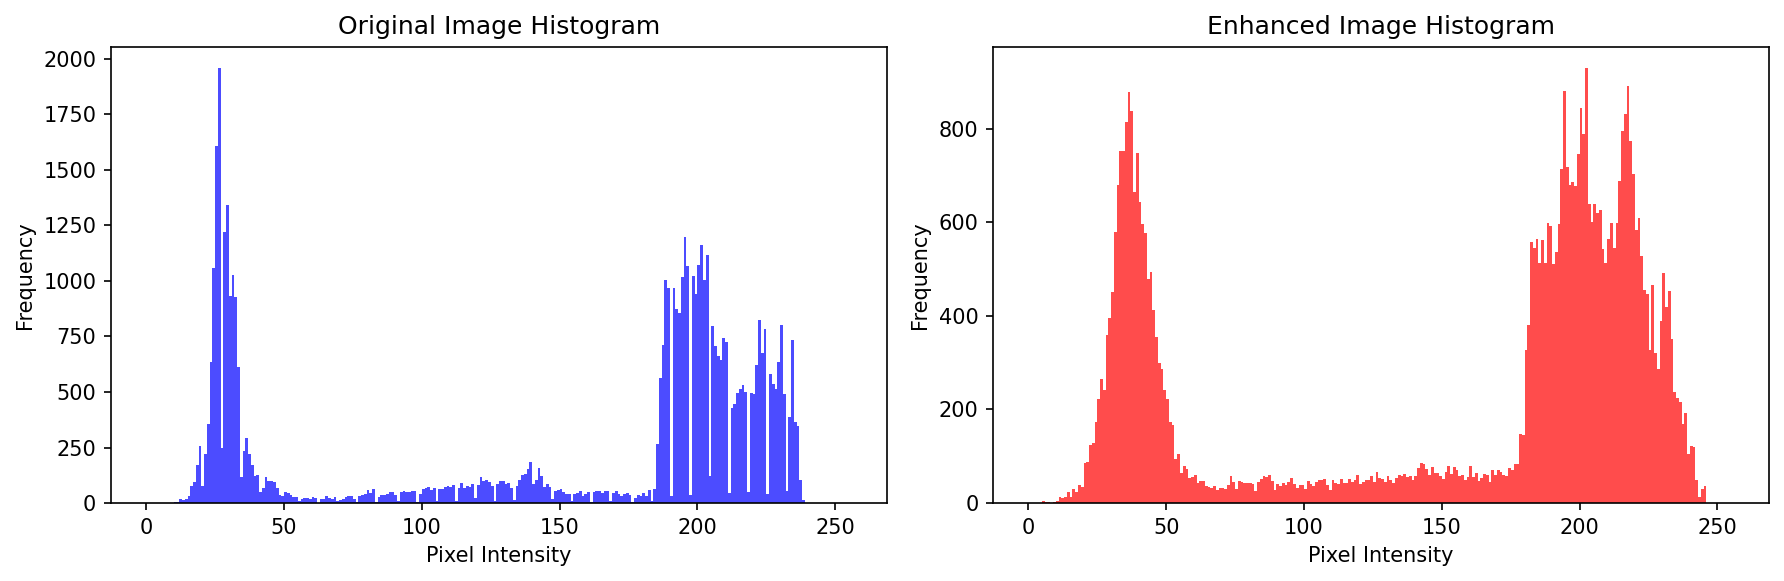 Original Image Histogram
Frequency
2000
1750
1500
1250
1000
750
500
250
0
0 50 100 150 200 250
Pixel Intensity
Enhanced Image Histogram
Frequency
800
600
400
200
0
0 50 100 150 200 250
Pixel Intensity